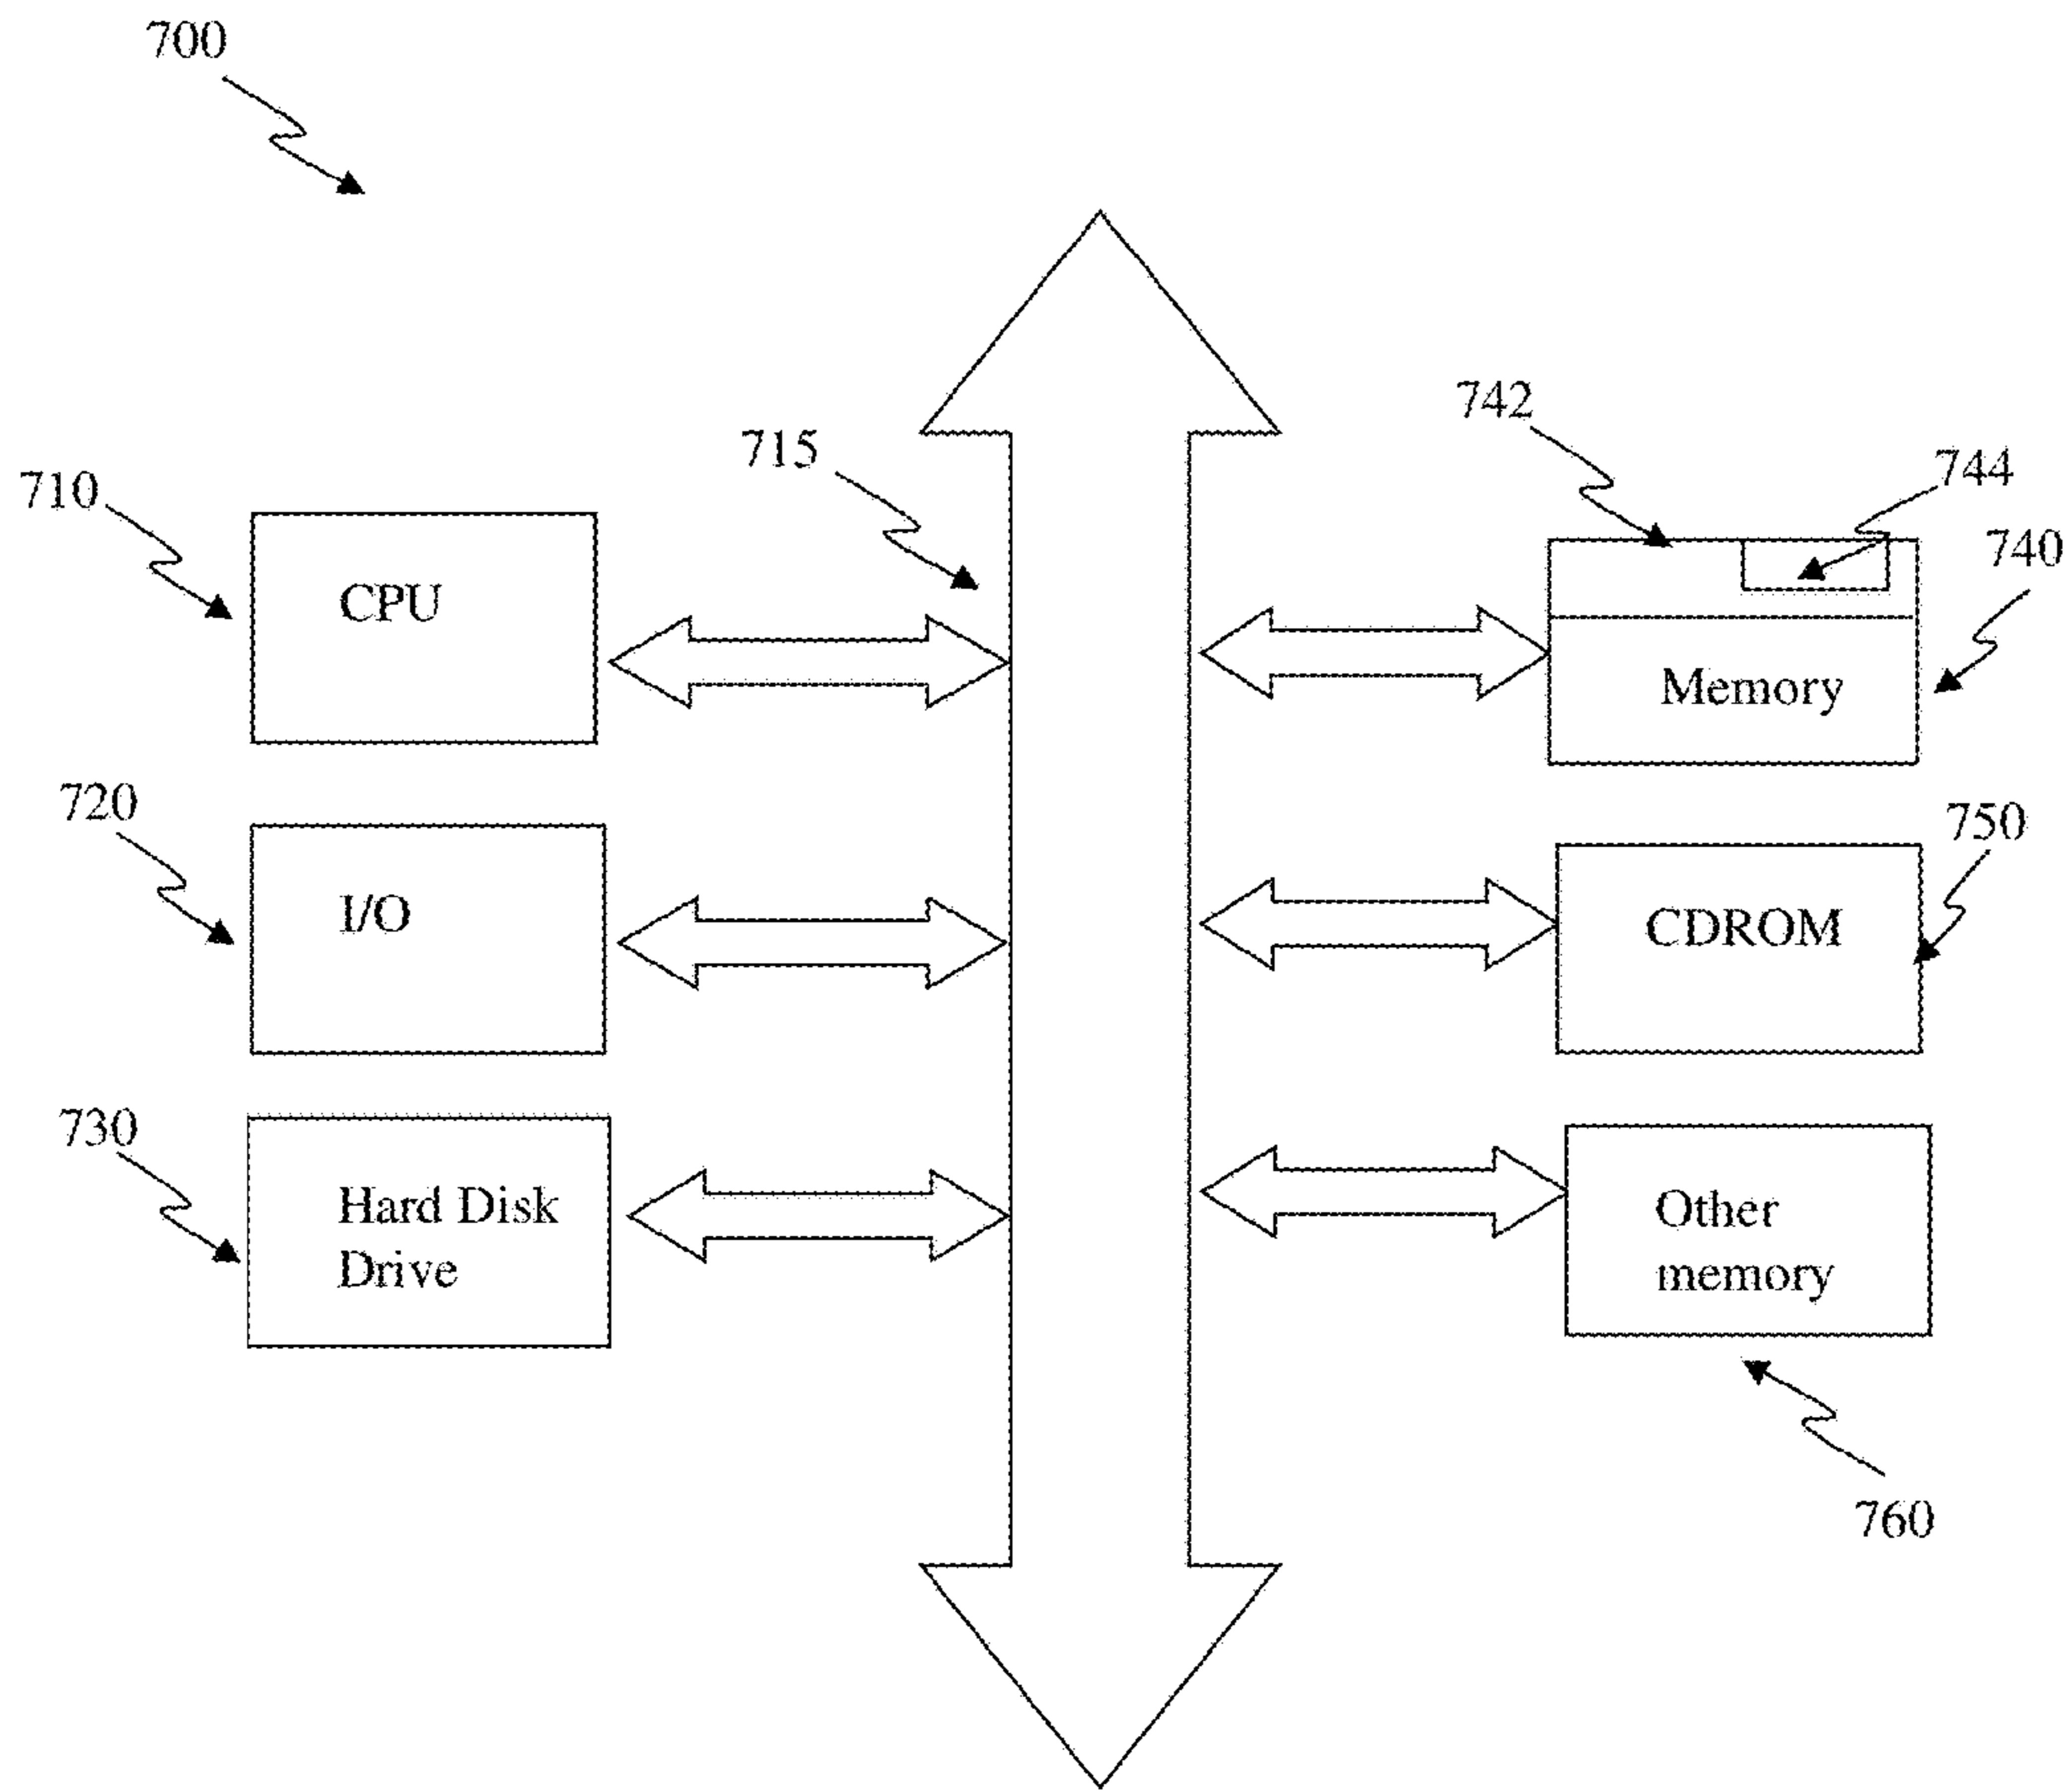 700
742
715
744
710
740
CPU
Memory
720
750
I/O
CDROM
730
Hard Disk
Drive
Other
memory
760